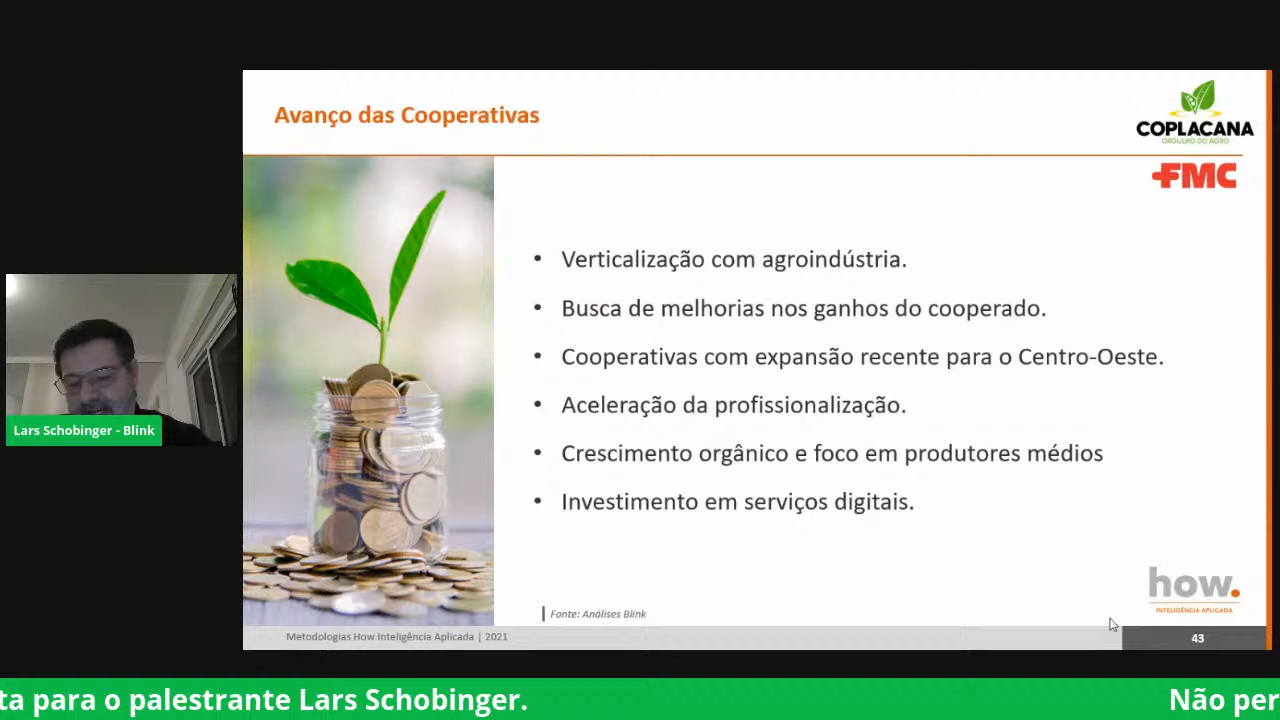 Avanço das Cooperativas
COPLACANA
ORGULHO DO AGRO
FMC
• Verticalização com agroindústria.
• Busca de melhorias nos ganhos do cooperado.
• Cooperativas com expansão recente para o Centro-Oeste.
• Aceleração da profissionalização.
• Crescimento orgânico e foco em produtores médios
• Investimento em serviços digitais.
Lars Schobinger - Blink
how.
INTELIGÊNCIA APLICADA
Fonte: Análises Blink
Metodologias How Inteligência Aplicada | 2021
43
ta para o palestrante Lars Schobinger. Não per